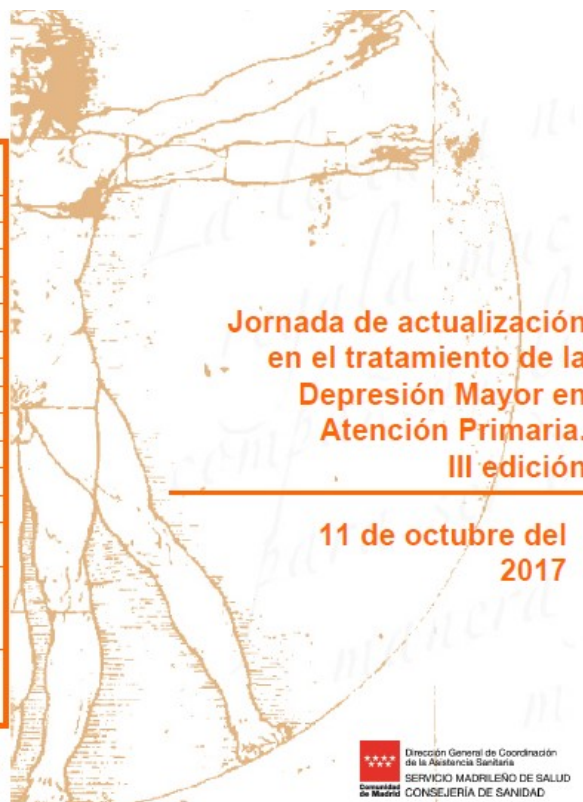 Jornada de actualización
en el tratamiento de la
Depresión Mayor en
Atención Primaria.
III edición
11 de octubre del
2017
Dirección General de Coordinación
de la Asistencia Sanitaria
SERVICIO MADRILEÑO DE SALUD
CONSEJERÍA DE SANIDAD
Comunidad
de Madrid